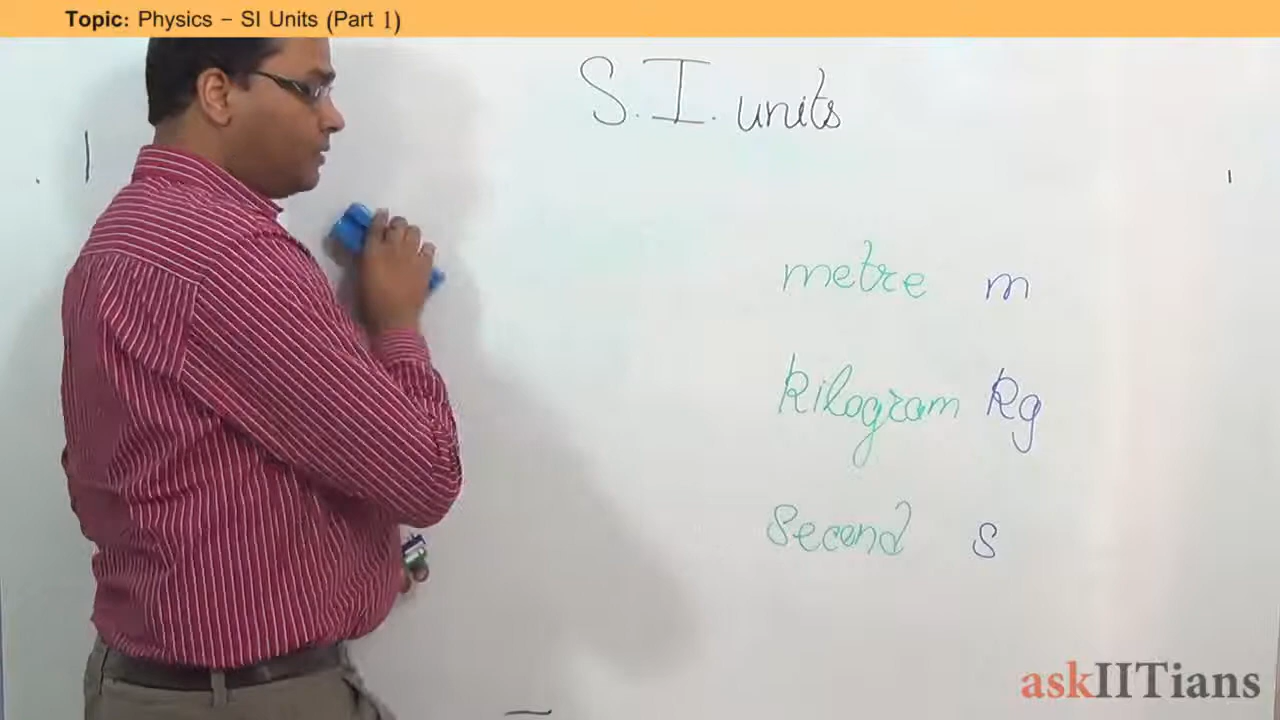 Topic: Physics – SI Units (Part 1)
S.I. units
metre m
kilogram kg
second s
askIITians